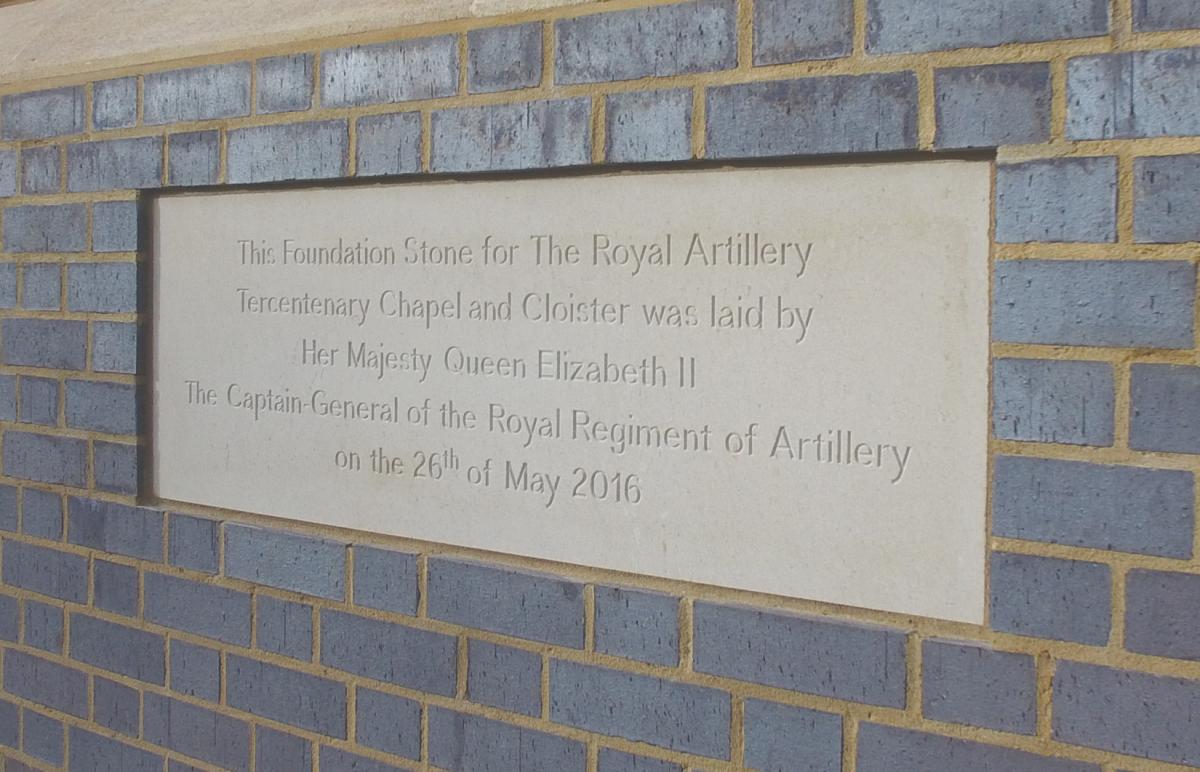 This Foundation Stone for The Royal Artillery
Tercentenary Chapel and Cloister was laid by
Her Majesty Queen Elizabeth II
The Captain-General of the Royal Regiment of Artillery
on the 26th of May 2016